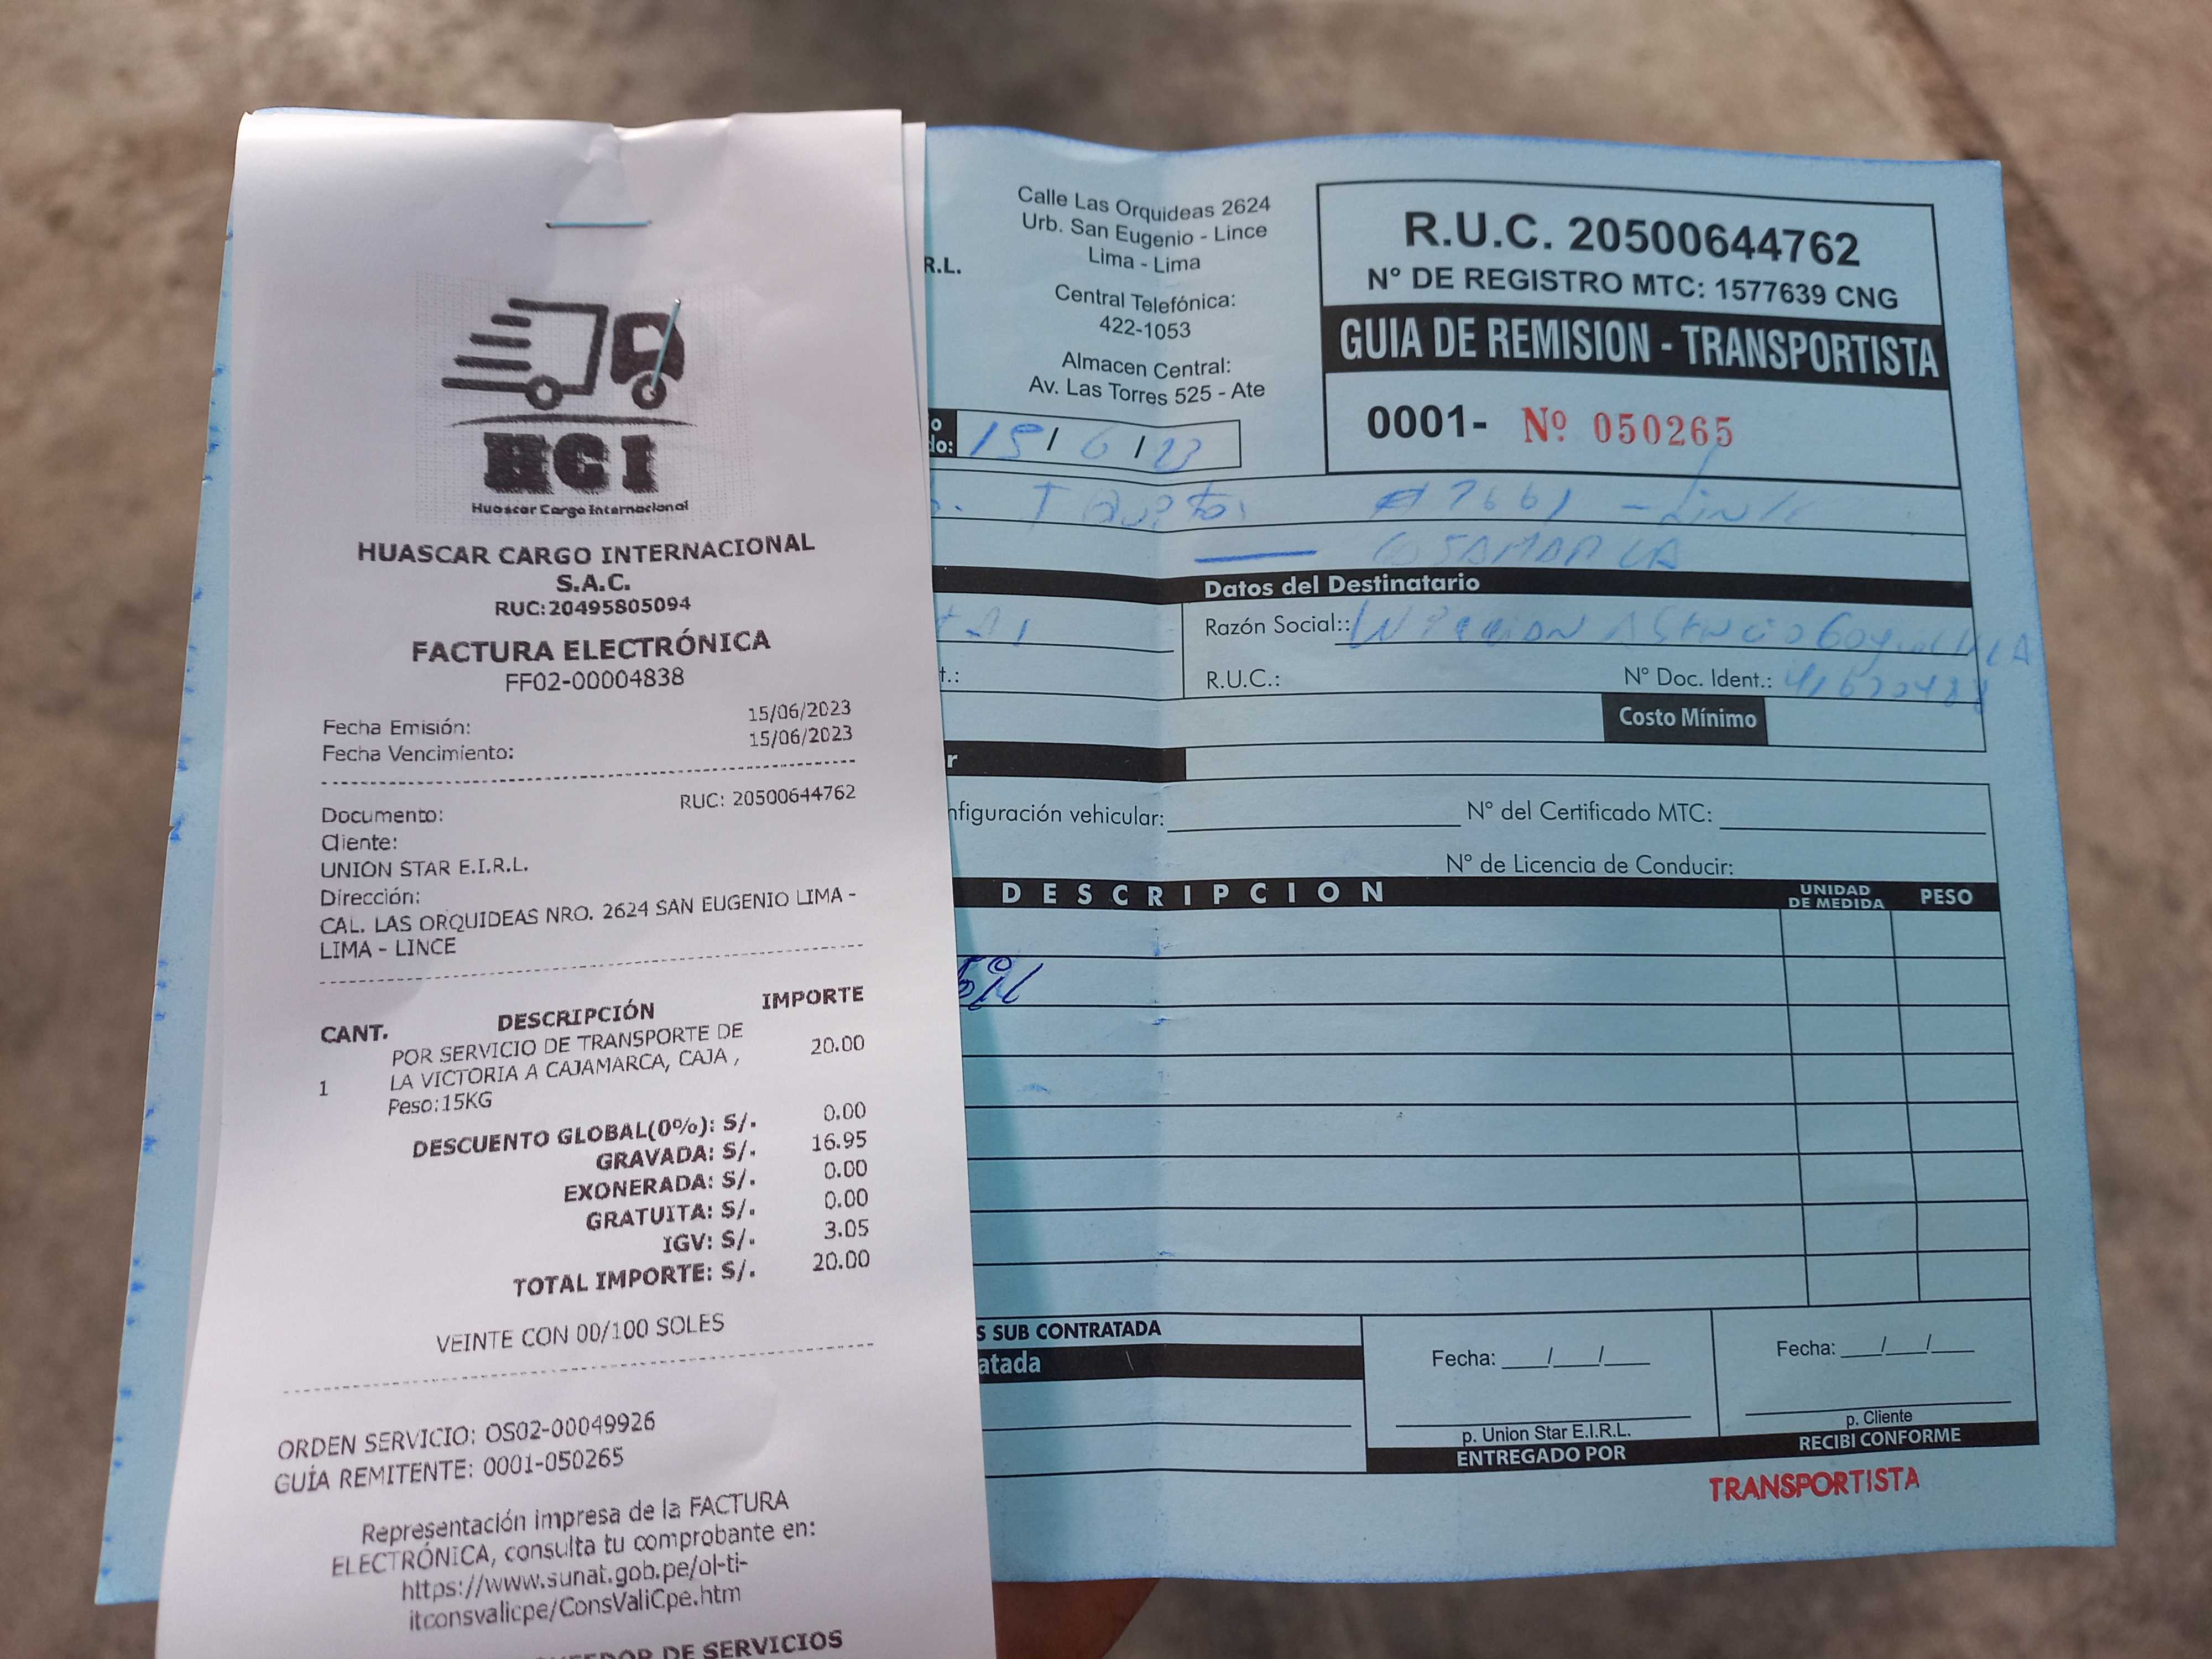 HCI
Huascar Cargo Internacional
HUASCAR CARGO INTERNACIONAL
S.A.C.
RUC:20495805094
FACTURA ELECTRÓNICA
FF02-00004838
Fecha Emisión: 15/06/2023
Fecha Vencimiento: 15/06/2023
Documento: RUC: 20500644762
Cliente:
UNION STAR E.I.R.L.
Dirección:
CAL. LAS ORQUIDEAS NRO. 2624 SAN EUGENIO LIMA -
LIMA - LINCE
CANT. DESCRIPCIÓN IMPORTE
1 POR SERVICIO DE TRANSPORTE DE 20.00
LA VICTORIA A CAJAMARCA, CAJA ,
Peso:15KG
DESCUENTO GLOBAL(0%): S/. 0.00
GRAVADA: S/. 16.95
EXONERADA: S/. 0.00
GRATUITA: S/. 0.00
IGV: S/. 3.05
TOTAL IMPORTE: S/. 20.00
VEINTE CON 00/100 SOLES
ORDEN SERVICIO: OS02-00049926
GUÍA REMITENTE: 0001-050265
Representación impresa de la FACTURA
ELECTRÓNICA, consulta tu comprobante en:
https://www.sunat.gob.pe/ol-ti-
itconsvalicpe/ConsValiCpe.htm
DE SERVICIOS
R.L.
Calle Las Orquideas 2624
Urb. San Eugenio - Lince
Lima - Lima
Central Telefónica:
422-1053
Almacen Central:
Av. Las Torres 525 - Ate
R.U.C. 20500644762
N° DE REGISTRO MTC: 1577639 CNG
GUIA DE REMISION - TRANSPORTISTA
0001- Nº 050265
do: 15/6/23
Datos del Destinatario
Razón Social::
R.U.C.: N° Doc. Ident.:
Costo Mínimo
nfiguración vehicular: N° del Certificado MTC:
N° de Licencia de Conducir:
DESCRIPCION UNIDAD DE MEDIDA PESO
S SUB CONTRATADA
atada
Fecha: / / Fecha: / /
p. Union Star E.I.R.L. p. Cliente
ENTREGADO POR RECIBI CONFORME
TRANSPORTISTA